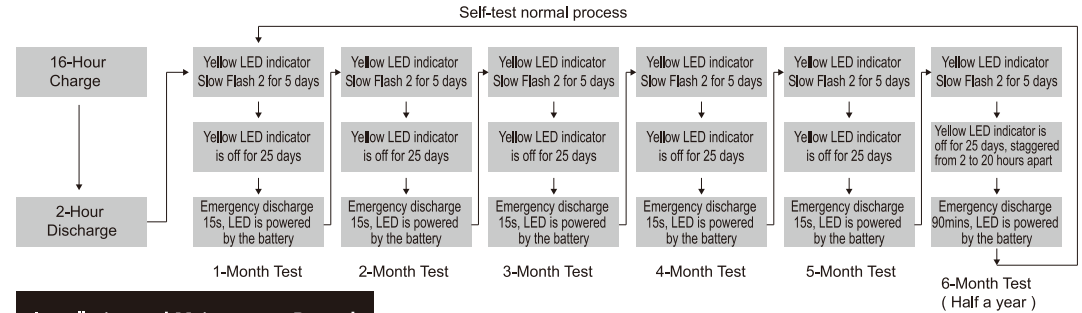 Self-test normal process
16-Hour
Charge
2-Hour
Discharge
Yellow LED indicator
Slow Flash 2 for 5 days
Yellow LED indicator
is off for 25 days
Emergency discharge
15s, LED is powered
by the battery
1-Month Test
Yellow LED indicator
Slow Flash 2 for 5 days
Yellow LED indicator
is off for 25 days
Emergency discharge
15s, LED is powered
by the battery
2-Month Test
Yellow LED indicator
Slow Flash 2 for 5 days
Yellow LED indicator
is off for 25 days
Emergency discharge
15s, LED is powered
by the battery
3-Month Test
Yellow LED indicator
Slow Flash 2 for 5 days
Yellow LED indicator
is off for 25 days
Emergency discharge
15s, LED is powered
by the battery
4-Month Test
Yellow LED indicator
Slow Flash 2 for 5 days
Yellow LED indicator
is off for 25 days
Emergency discharge
15s, LED is powered
by the battery
5-Month Test
Yellow LED indicator
Slow Flash 2 for 5 days
Yellow LED indicator is
off for 25 days, staggered
from 2 to 20 hours apart
Emergency discharge
90mins, LED is powered
by the battery
6-Month Test
( Half a year )